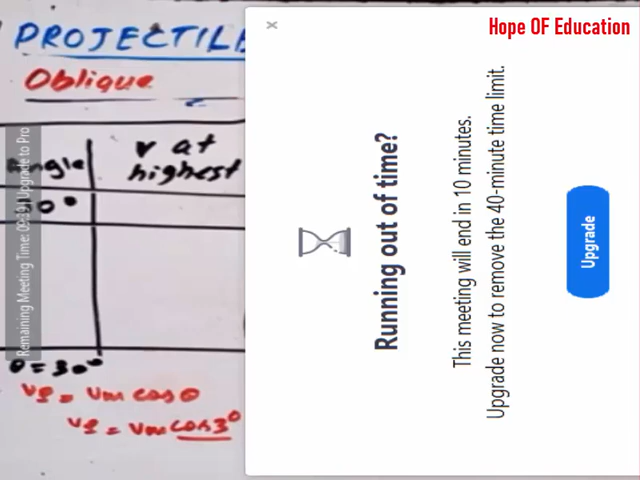 PROJECTILE
Hope OF Education
Oblique
Angle
v at
highest
30°
θ = 30°
vₓ = vm cos θ
vₓ = vm cos 30
Remaining Meeting Time: 09:39 | Upgrade to Pro
Running out of time?
This meeting will end in 10 minutes.
Upgrade now to remove the 40-minute time limit.
Upgrade